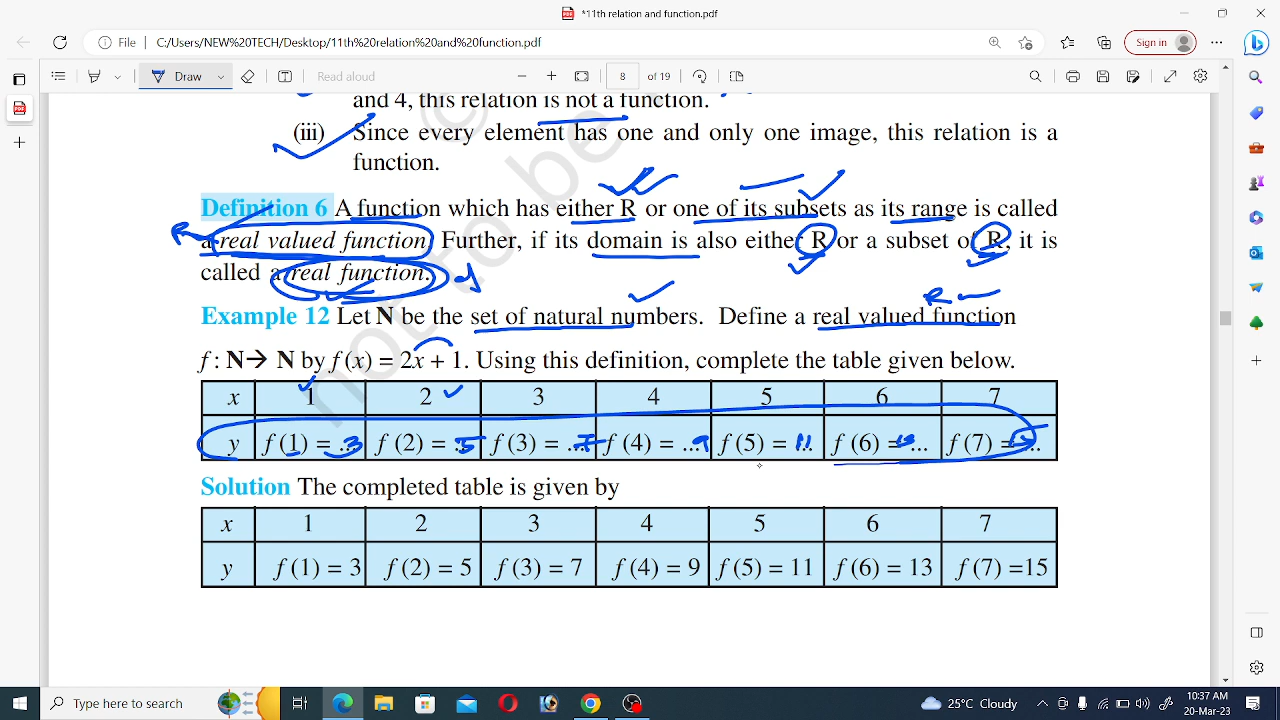 *11th relation and function.pdf
File C:/Users/NEW%20TECH/Desktop/11th%20relation%20and%20function.pdf Sign in
Draw Read aloud 8 of 19
and 4, this relation is not a function.
(iii) Since every element has one and only one image, this relation is a
function.
Definition 6 A function which has either R or one of its subsets as its range is called
a real valued function. Further, if its domain is also either R or a subset of R, it is
called a real function.
Example 12 Let N be the set of natural numbers. Define a real valued function
f : N→ N by f (x) = 2x + 1. Using this definition, complete the table given below.
x 1 2 3 4 5 6 7
y f (1) = ...3 f (2) = ...5 f (3) = ...7 f (4) = ...9 f (5) = ...11 f (6) = ... f (7) = ...
Solution The completed table is given by
x 1 2 3 4 5 6 7
y f (1) = 3 f (2) = 5 f (3) = 7 f (4) = 9 f (5) = 11 f (6) = 13 f (7) =15
not to be
Type here to search 25°C Cloudy 10:37 AM
20-Mar-23